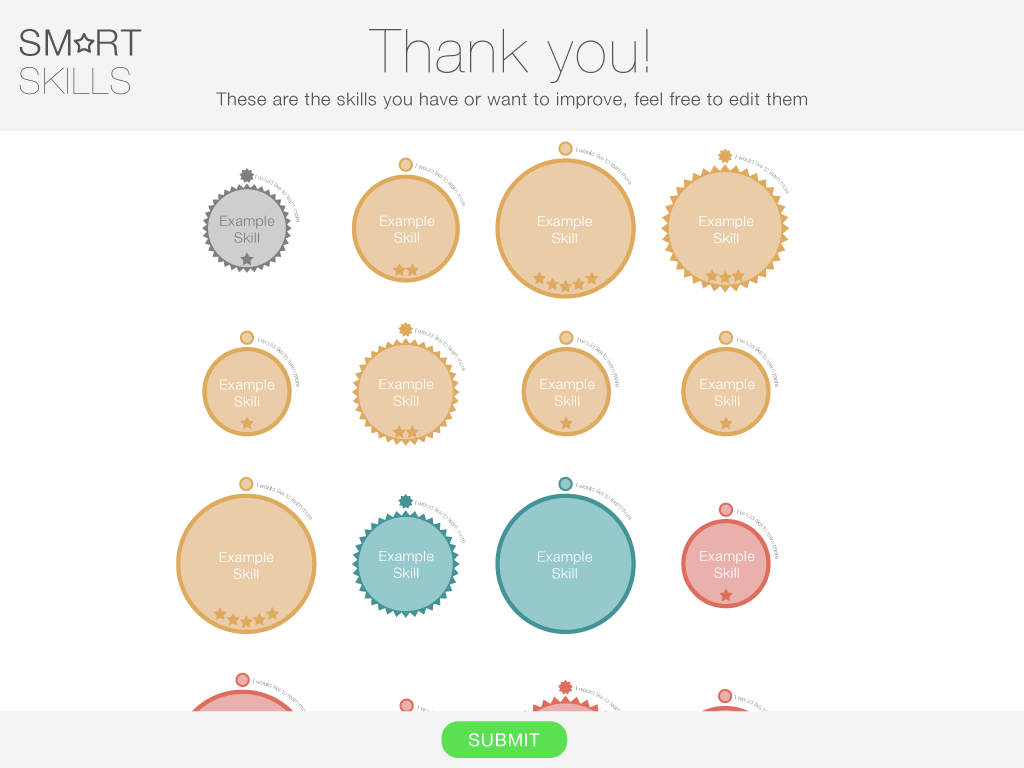 SM☆RT
SKILLS
Thank you!
These are the skills you have or want to improve, feel free to edit them
I would like to learn more
Example
Skill
I would like to learn more
Example
Skill
I would like to learn more
Example
Skill
I would like to learn more
Example
Skill
I would like to learn more
Example
Skill
I would like to learn more
Example
Skill
I would like to learn more
Example
Skill
I would like to learn more
Example
Skill
I would like to learn more
Example
Skill
I would like to learn more
Example
Skill
I would like to learn more
Example
Skill
I would like to learn more
Example
Skill
I would like to learn
I would like to learn
I would like
SUBMIT